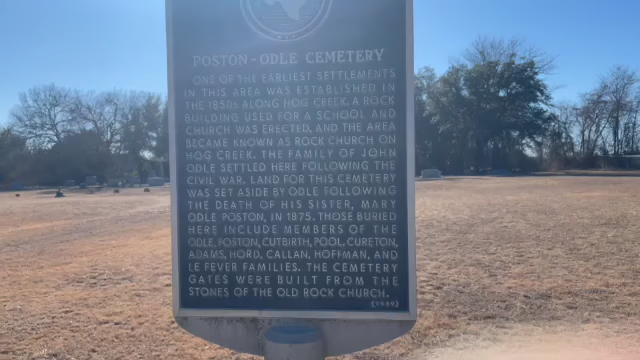 POSTON-ODLE CEMETERY
ONE OF THE EARLIEST SETTLEMENTS
IN THIS AREA WAS ESTABLISHED IN
THE 1850s ALONG HOG CREEK. A ROCK
BUILDING USED FOR A SCHOOL AND
CHURCH WAS ERECTED, AND THE AREA
BECAME KNOWN AS ROCK CHURCH ON
HOG CREEK. THE FAMILY OF JOHN
ODLE SETTLED HERE FOLLOWING THE
CIVIL WAR. LAND FOR THIS CEMETERY
WAS SET ASIDE BY ODLE FOLLOWING
THE DEATH OF HIS SISTER, MARY
ODLE POSTON, IN 1875. THOSE BURIED
HERE INCLUDE MEMBERS OF THE
ODLE, POSTON, CUTBIRTH, POOL, CURETON,
ADAMS, HORD, CALLAN, HOFFMAN, AND
LE FEVER FAMILIES. THE CEMETERY
GATES WERE BUILT FROM THE
STONES OF THE OLD ROCK CHURCH.
(1989)